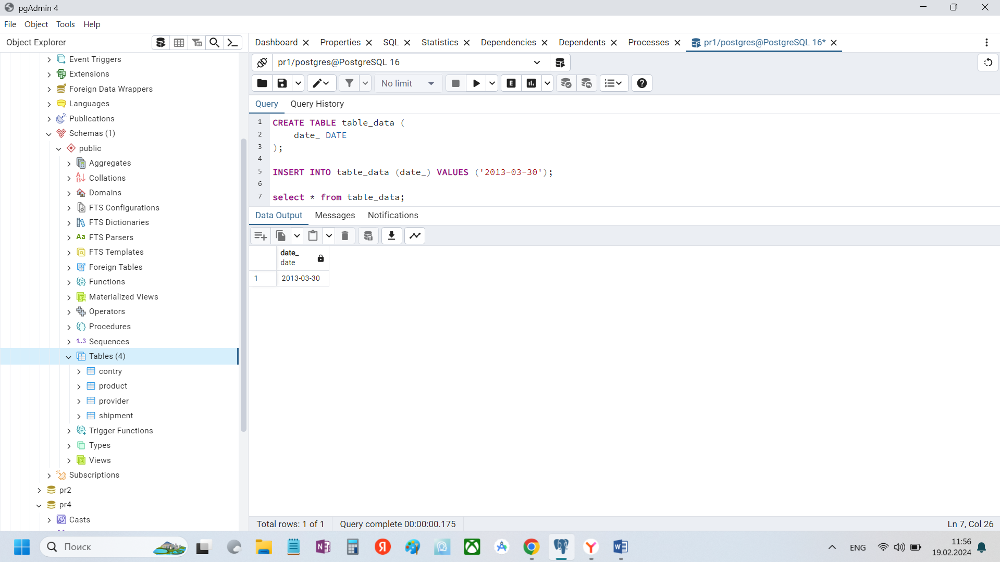 pgAdmin 4
File Object Tools Help
Object Explorer
Dashboard Properties SQL Statistics Dependencies Dependents Processes pr1/postgres@PostgreSQL 16*
Event Triggers
Extensions
Foreign Data Wrappers
Languages
Publications
Schemas (1)
public
Aggregates
Collations
Domains
FTS Configurations
FTS Dictionaries
Aa FTS Parsers
FTS Templates
Foreign Tables
Functions
Materialized Views
Operators
Procedures
1..3 Sequences
Tables (4)
contry
product
provider
shipment
Trigger Functions
Types
Views
Subscriptions
pr2
pr4
Casts
pr1/postgres@PostgreSQL 16
No limit
E
Query Query History
1 CREATE TABLE table_data (
2 date_ DATE
3 );
4
5 INSERT INTO table_data (date_) VALUES ('2013-03-30');
6
7 select * from table_data;
Data Output Messages Notifications
date_
date
1 2013-03-30
Total rows: 1 of 1 Query complete 00:00:00.175 Ln 7, Col 26
Поиск
ENG
11:56
19.02.2024